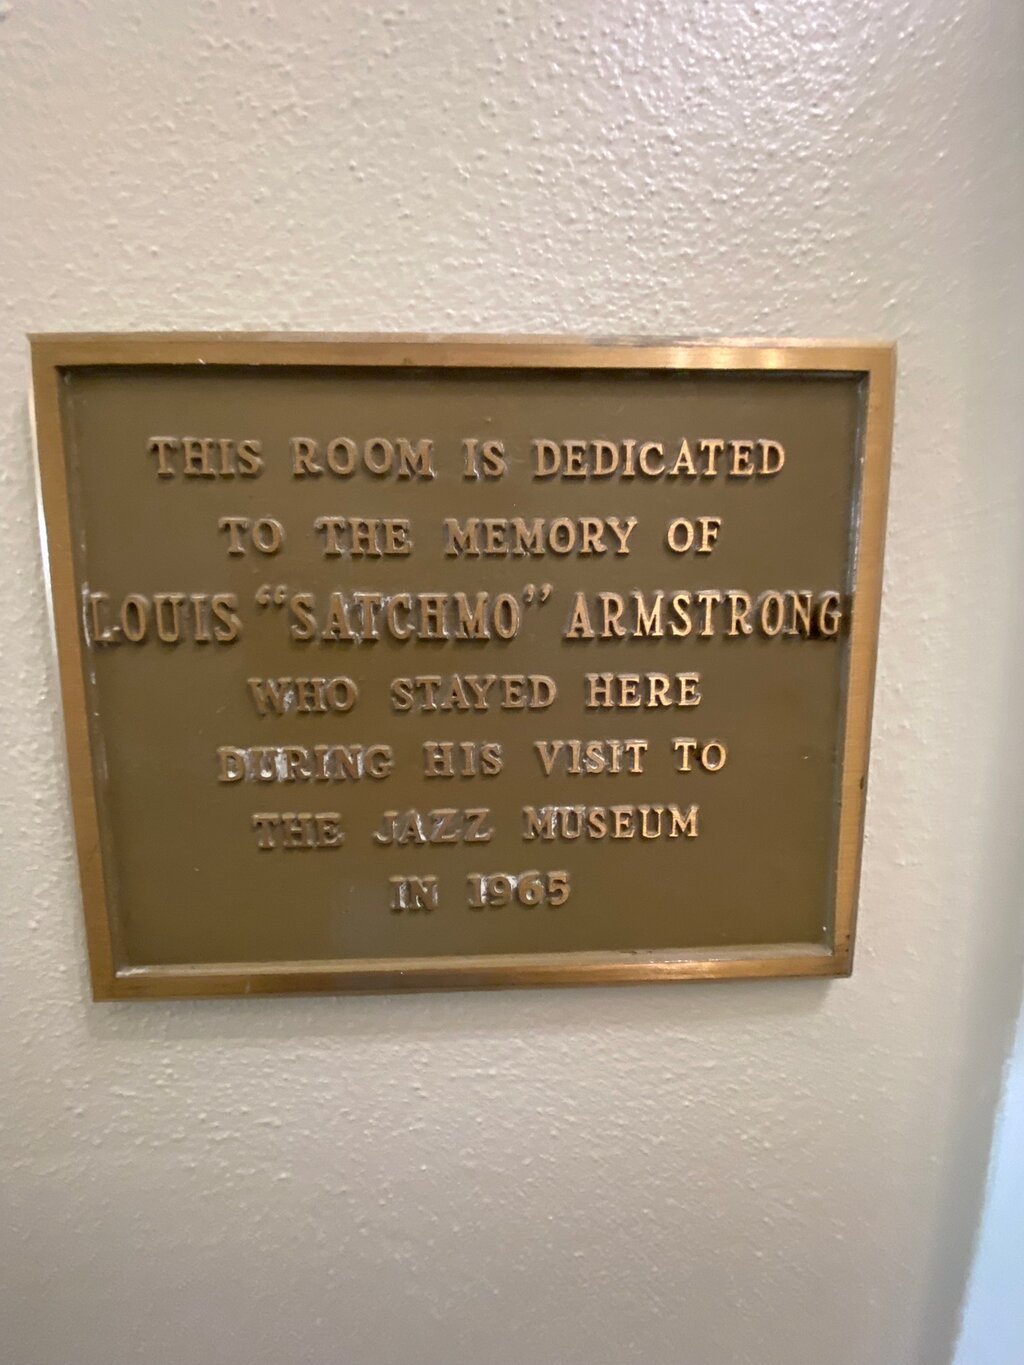 THIS ROOM IS DEDICATED
TO THE MEMORY OF
LOUIS “SATCHMO” ARMSTRONG
WHO STAYED HERE
DURING HIS VISIT TO
THE JAZZ MUSEUM
IN 1965